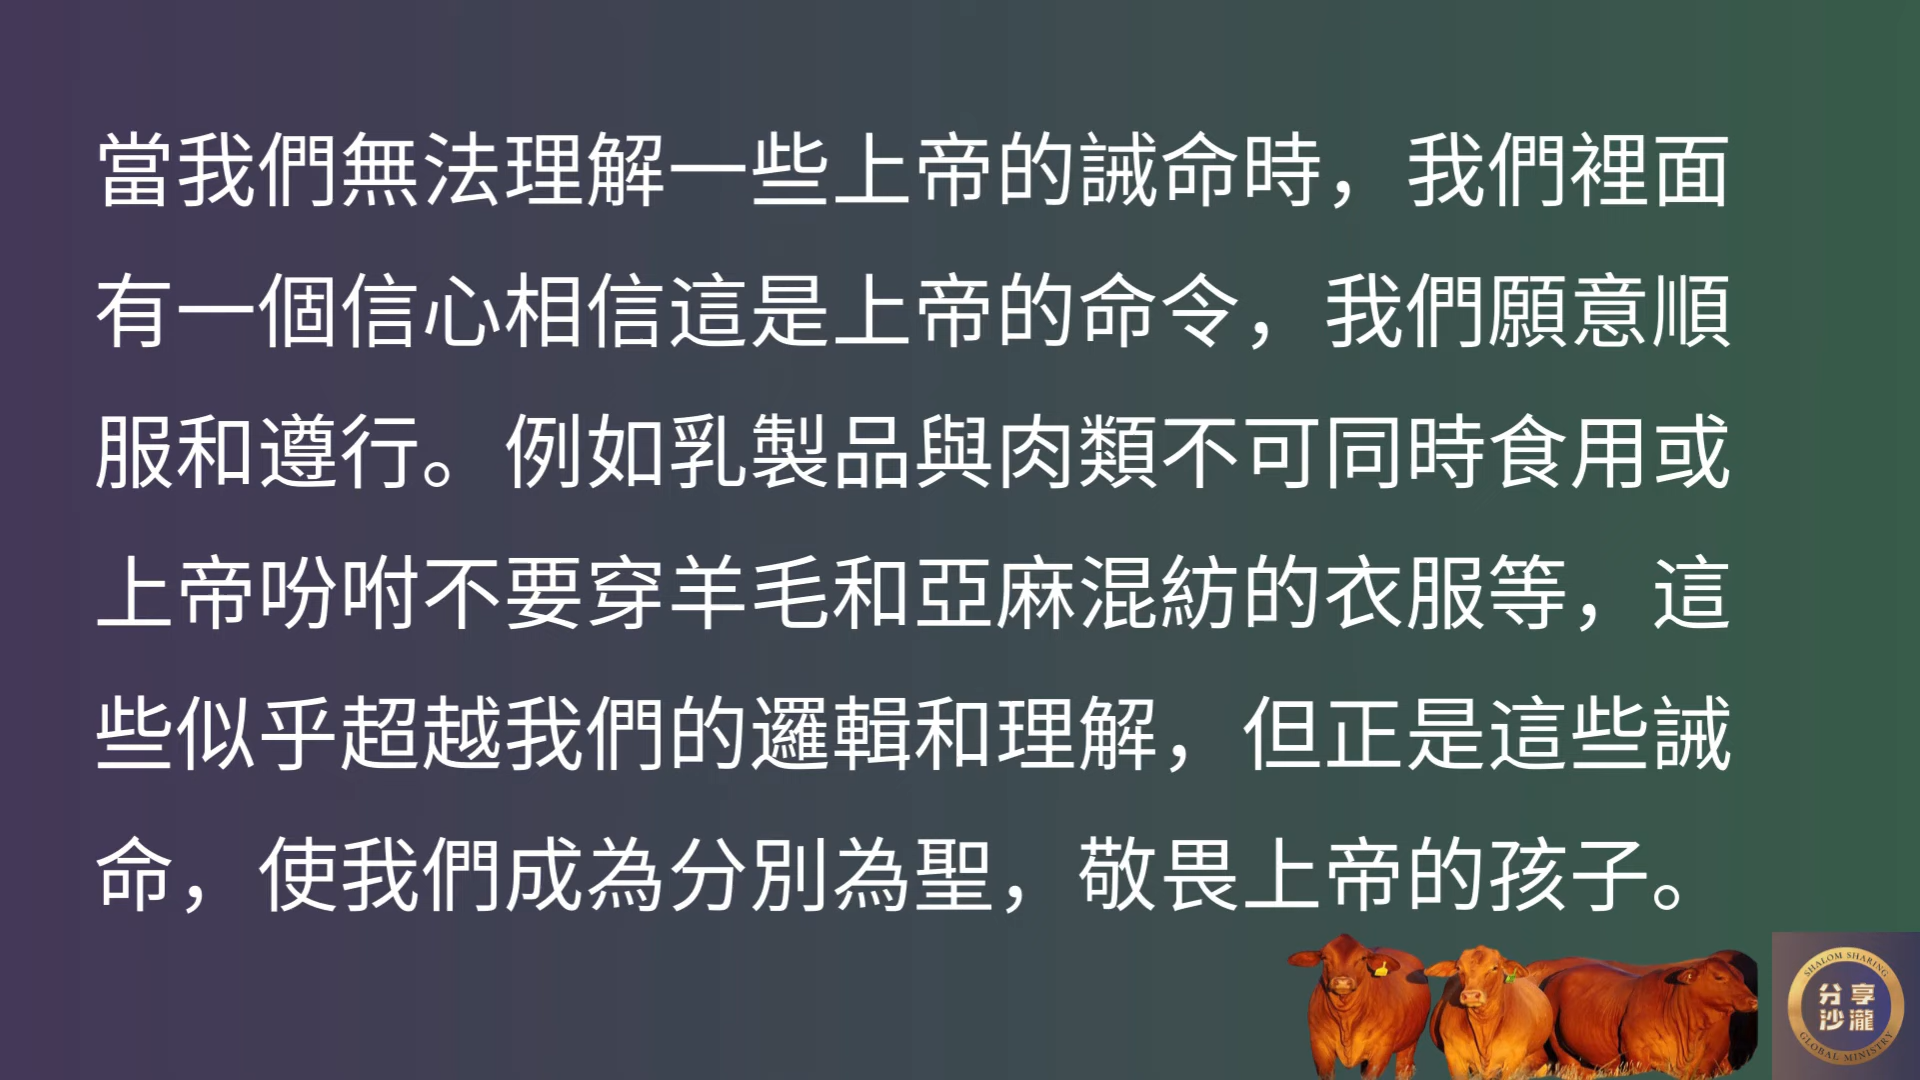 當我們無法理解一些上帝的誡命時，我們裡面
有一個信心相信這是上帝的命令，我們願意順
服和遵行。例如乳製品與肉類不可同時食用或
上帝吩咐不要穿羊毛和亞麻混紡的衣服等，這
些似乎超越我們的邏輯和理解，但正是這些誡
命，使我們成為分別為聖，敬畏上帝的孩子。
SHALOM SHARING
分享
沙瀧
GLOBAL MINISTRY